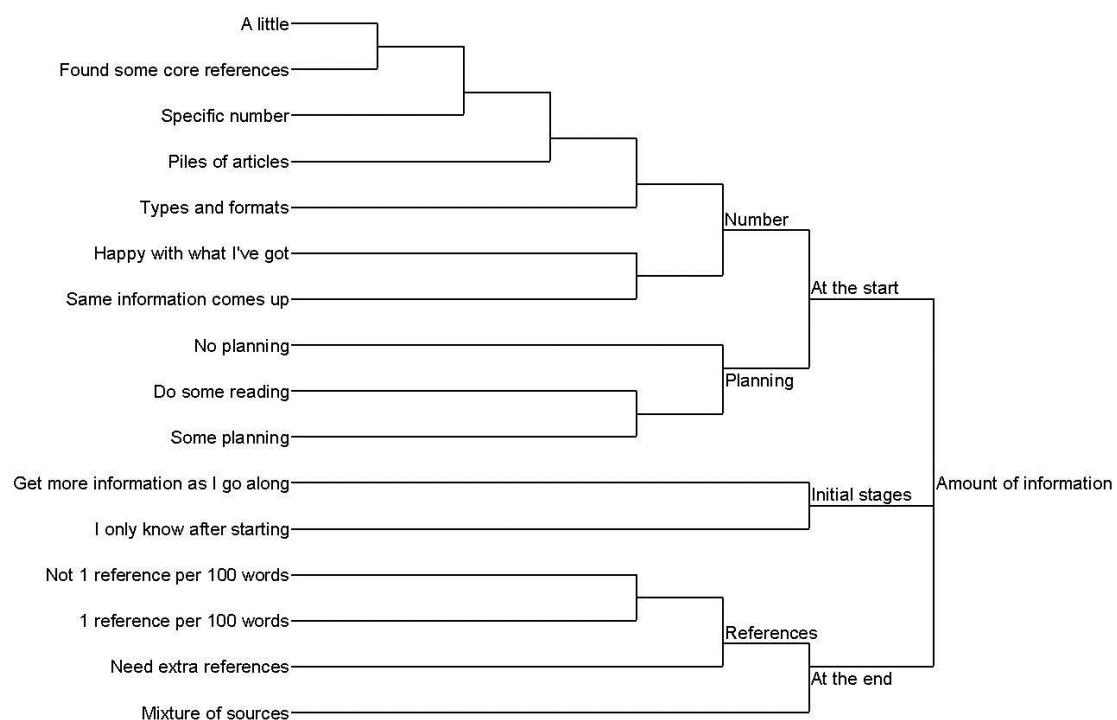 A little
Found some core references
Specific number
Piles of articles
Types and formats
Number
Happy with what I've got
At the start
Same information comes up
No planning
Planning
Do some reading
Some planning
Get more information as I go along
Amount of information
Initial stages
I only know after starting
Not 1 reference per 100 words
1 reference per 100 words
References
Need extra references
At the end
Mixture of sources